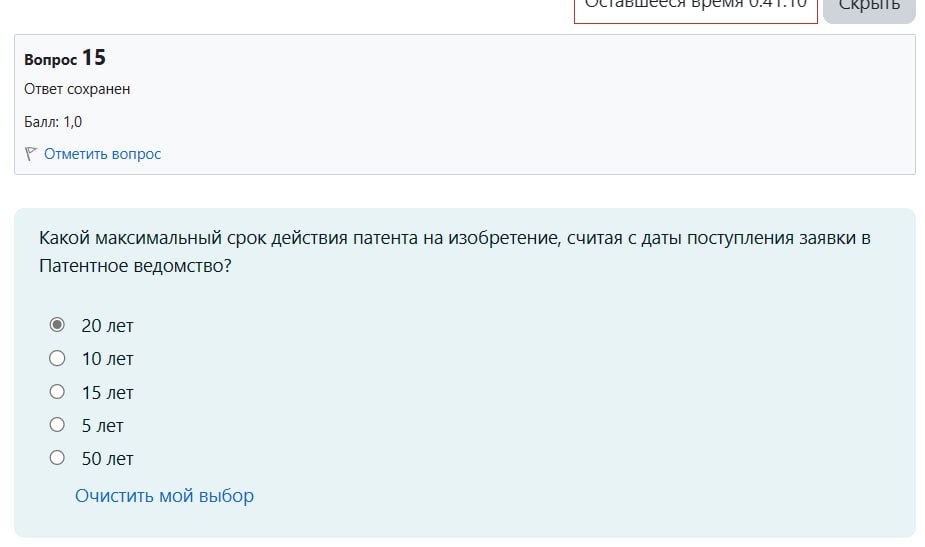 Оставшееся время 0:41:10
Скрыть
Вопрос 15
Ответ сохранен
Балл: 1,0
Отметить вопрос
Какой максимальный срок действия патента на изобретение, считая с даты поступления заявки в
Патентное ведомство?
20 лет
10 лет
15 лет
5 лет
50 лет
Очистить мой выбор